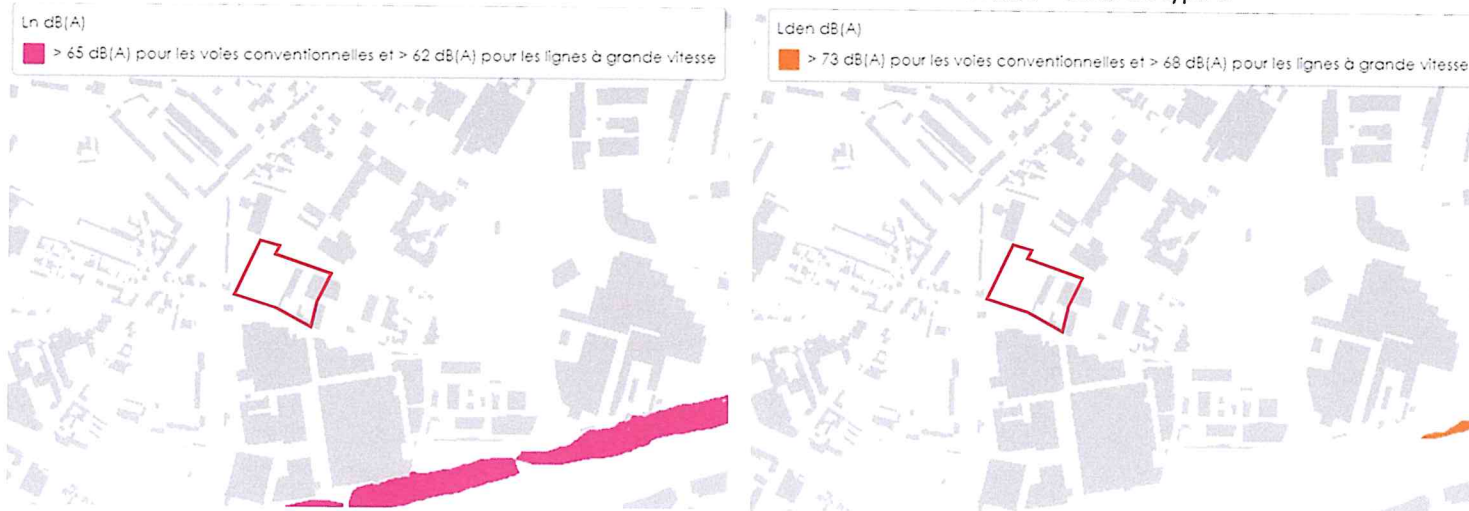 Ln dB(A)
> 65 dB(A) pour les voies conventionnelles et > 62 dB(A) pour les lignes à grande vitesse
Lden dB(A)
> 73 dB(A) pour les voies conventionnelles et > 68 dB(A) pour les lignes à grande vitesse